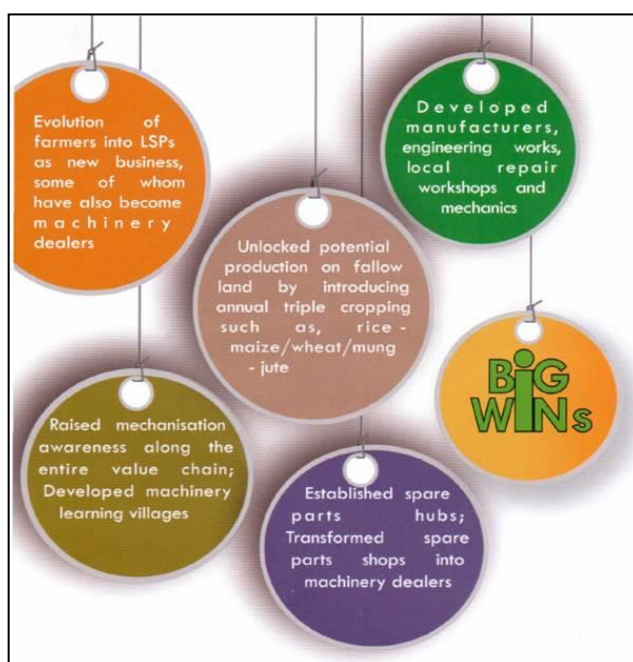 Evolution of
farmers into LSPs
as new business,
some of whom
have also become
machinery
dealers
Developed
manufacturers,
engineering works,
local repair
workshops and
mechanics
Unlocked potential
production on fallow
land by introducing
annual triple cropping
such as, rice -
maize/wheat/mung
- jute
BiG
WiNs
Raised mechanisation
awareness along the
entire value chain;
Developed machinery
learning villages
Established spare
parts hubs;
Transformed spare
parts shops into
machinery dealers